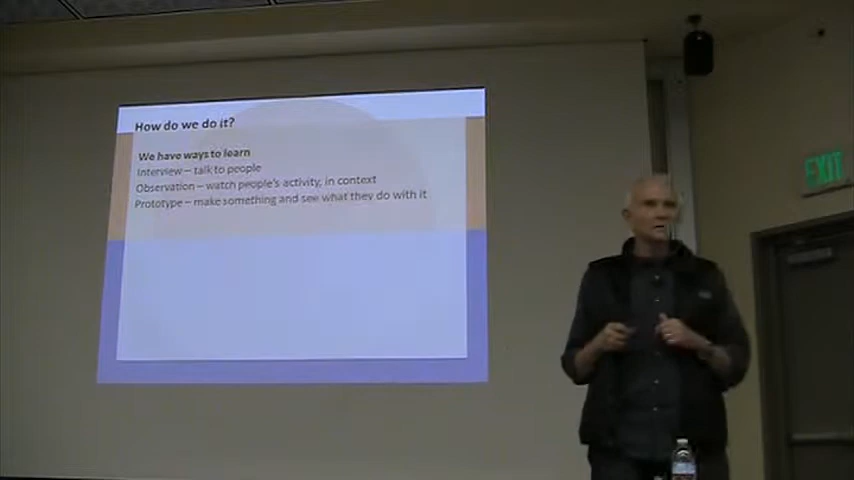 How do we do it?
We have ways to learn
Interview – talk to people
Observation – watch people's activity, in context
Prototype – make something and see what they do with it
EXIT